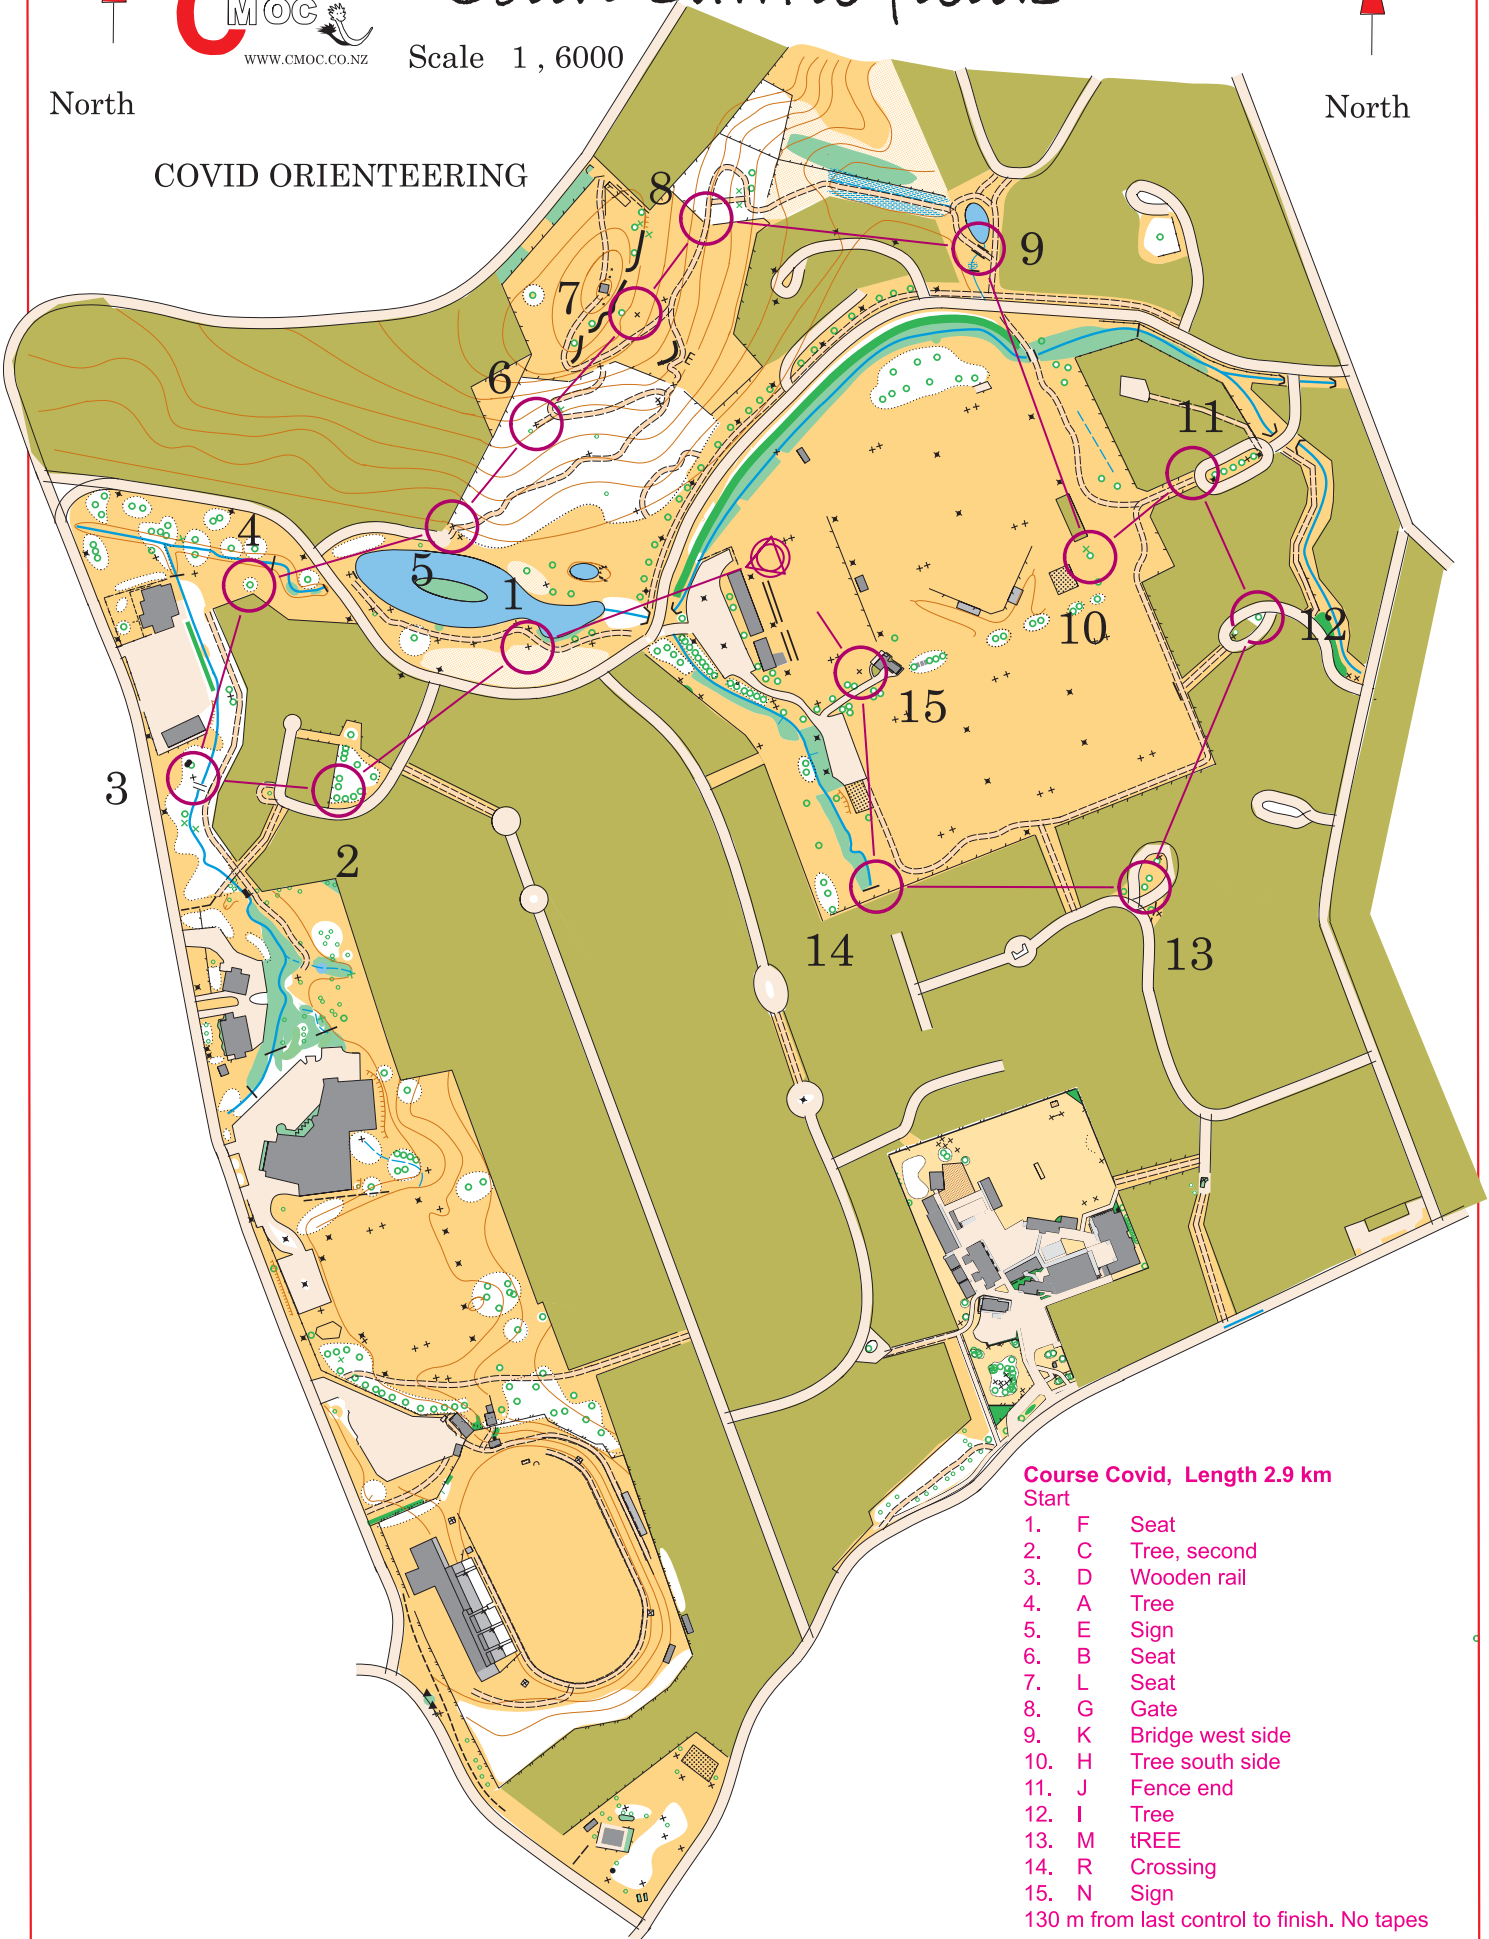 CMOC
WWW.CMOC.CO.NZ
Scale 1 , 6000
North
North
COVID ORIENTEERING
8
9
7
6
11
4
5
1
10
12
15
3
2
14
13
E
Course Covid, Length 2.9 km
Start
1. F Seat
2. C Tree, second
3. D Wooden rail
4. A Tree
5. E Sign
6. B Seat
7. L Seat
8. G Gate
9. K Bridge west side
10. H Tree south side
11. J Fence end
12. I Tree
13. M tREE
14. R Crossing
15. N Sign
130 m from last control to finish. No tapes